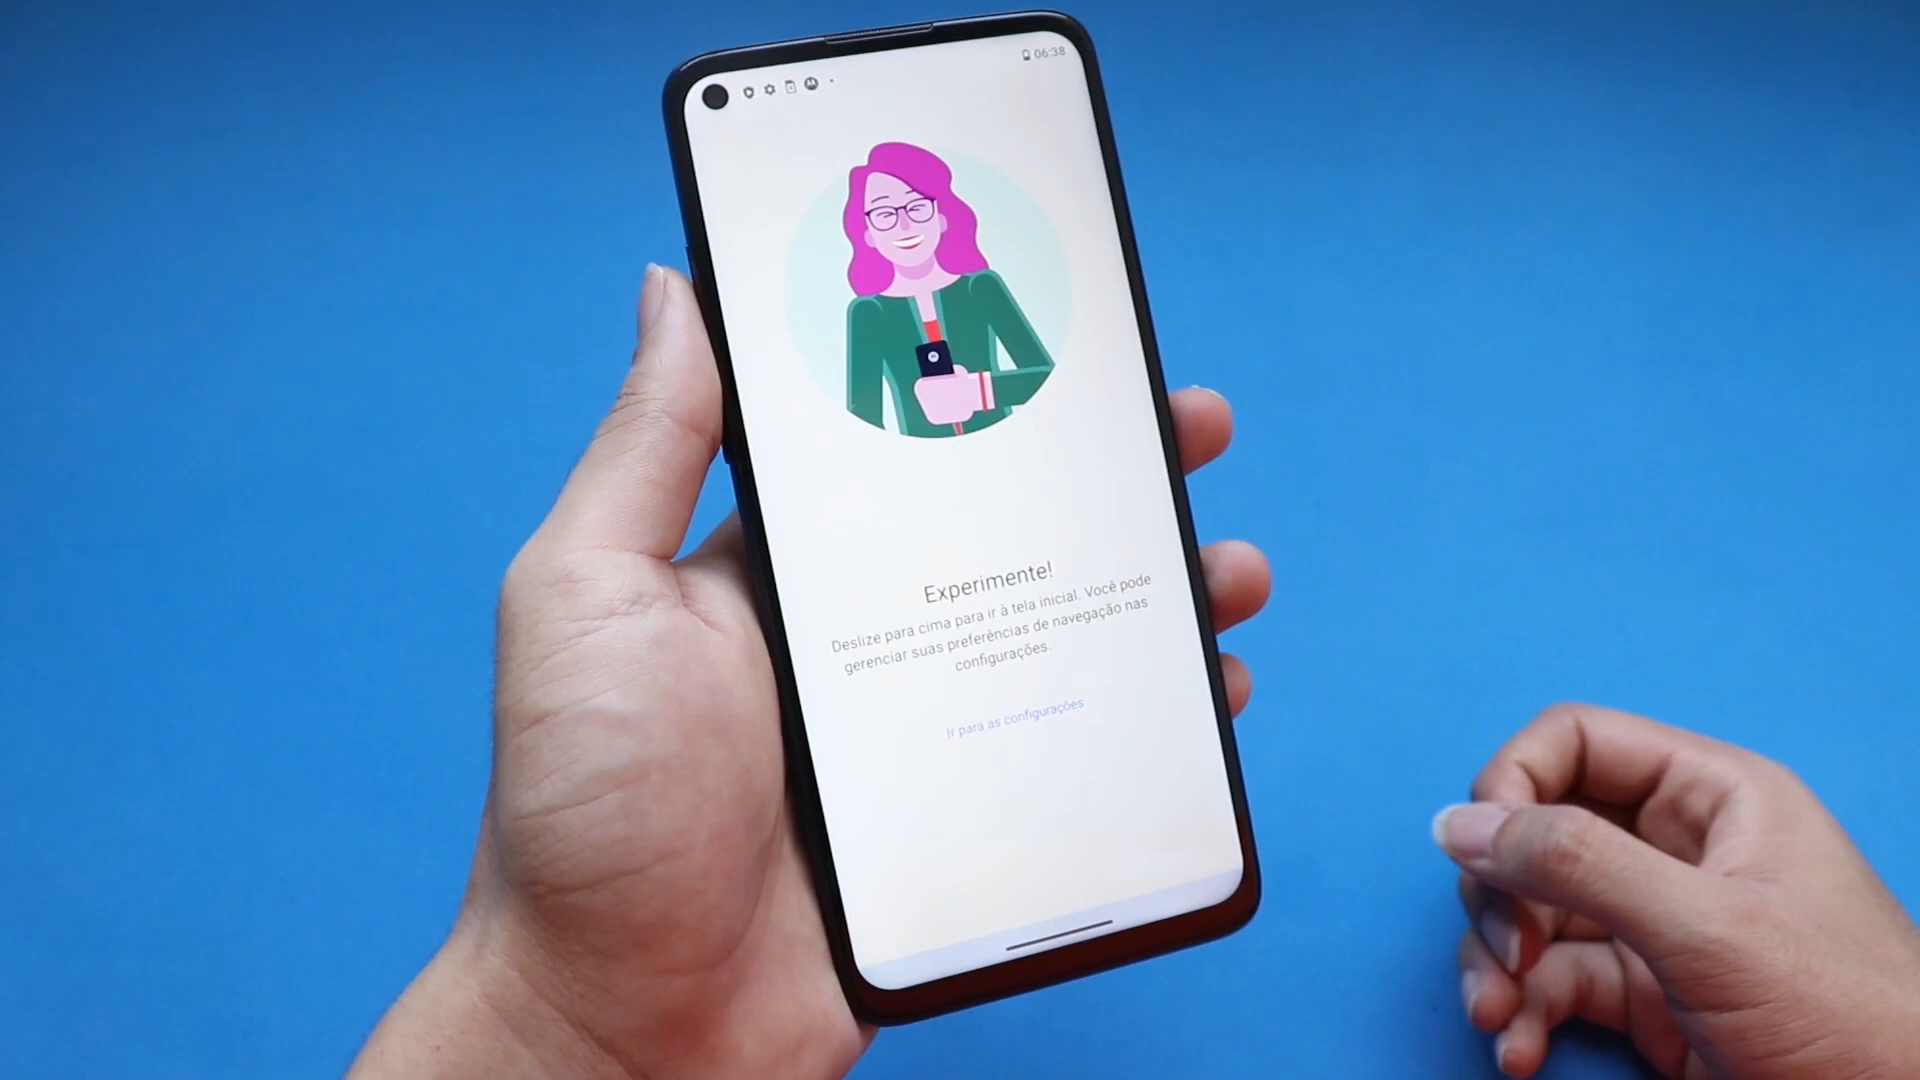 06:38
Experimente!
Deslize para cima para ir à tela inicial. Você pode
gerenciar suas preferências de navegação nas
configurações.
Ir para as configurações